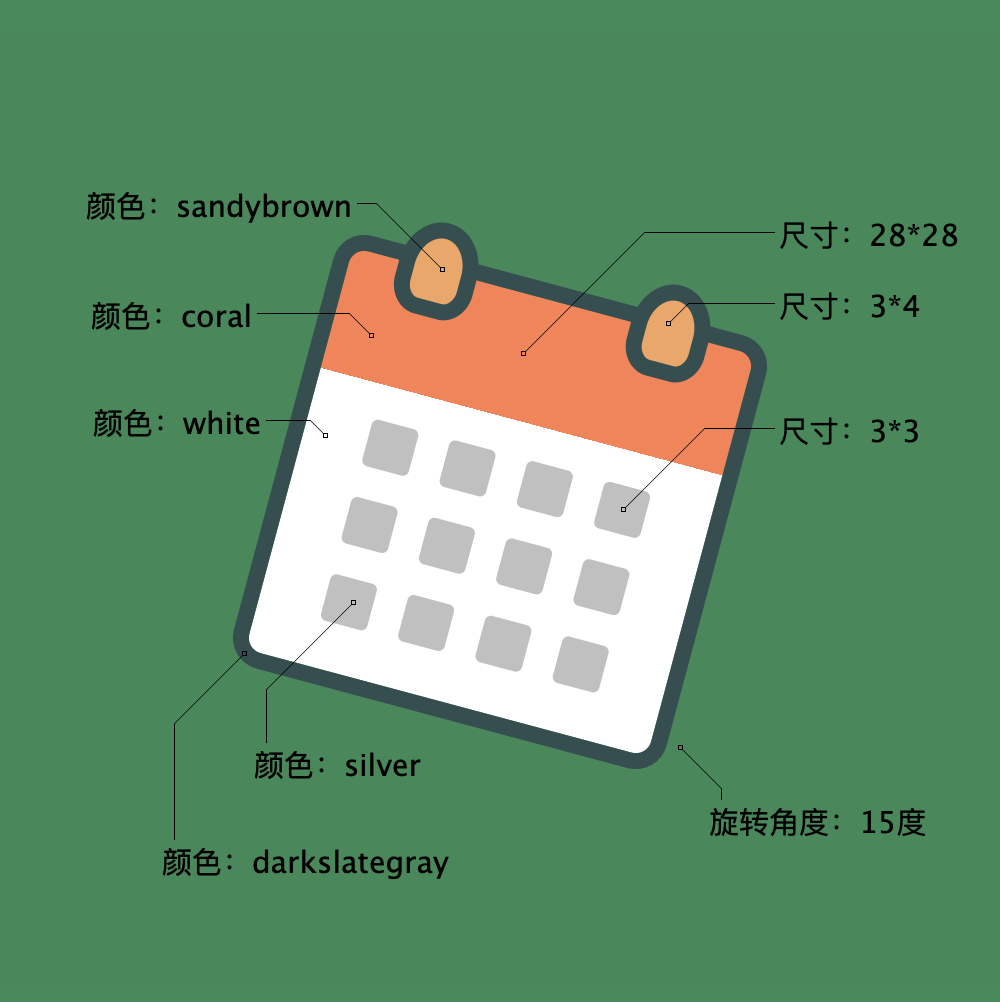 颜色：sandybrown
尺寸：28*28
尺寸：3*4
颜色：coral
颜色：white
尺寸：3*3
颜色：silver
旋转角度：15度
颜色：darkslategray